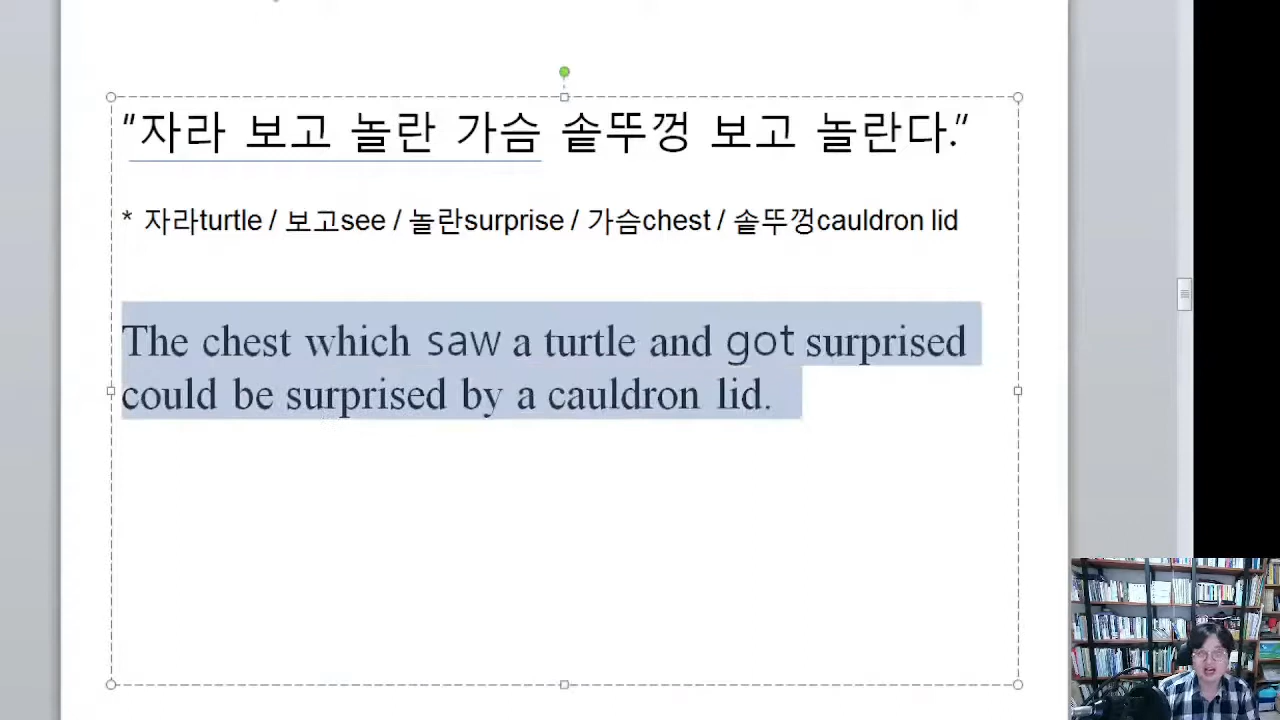 "자라 보고 놀란 가슴 솥뚜껑 보고 놀란다."
* 자라turtle / 보고see / 놀란surprise / 가슴chest / 솥뚜껑cauldron lid
The chest which saw a turtle and got surprised
could be surprised by a cauldron lid.